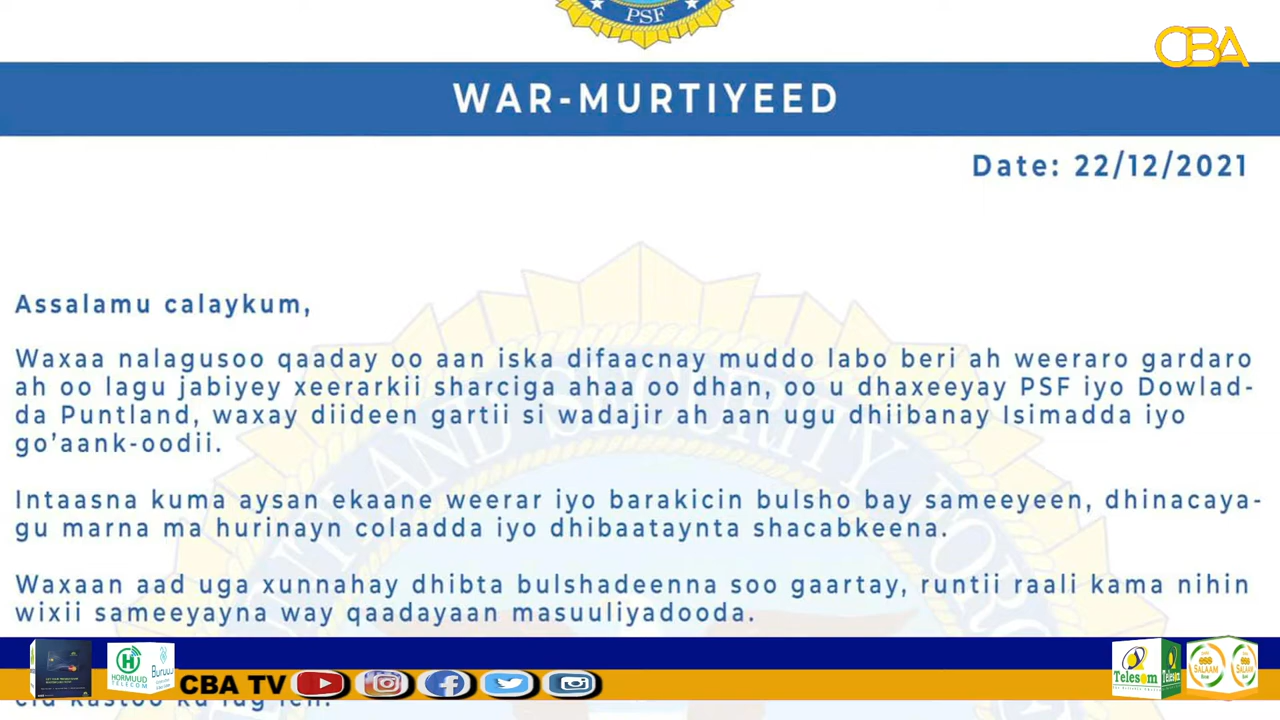 PSF
CBA
WAR-MURTIYEED
Date: 22/12/2021
Assalamu calaykum,
Waxaa nalagusoo qaaday oo aan iska difaacnay muddo labo beri ah weeraro gardaro
ah oo lagu jabiyey xeerarkii sharciga ahaa oo dhan, oo u dhaxeeyay PSF iyo Dowlad-
da Puntland, waxay diideen gartii si wadajir ah aan ugu dhiibanay Isimadda iyo
go'aank-oodii.
Intaasna kuma aysan ekaane weerar iyo barakicin bulsho bay sameeyeen, dhinacaya-
gu marna ma hurinayn colaadda iyo dhibaataynta shacabkeena.
Waxaan aad uga xunnahay dhibta bulshadeenna soo gaartay, runtii raali kama nihin
wixii sameeyayna way qaadayaan masuuliyadooda.
HORMUUD
TELECOM
CBA TV
Telesom
Telesom
SALAAM
SALAAM